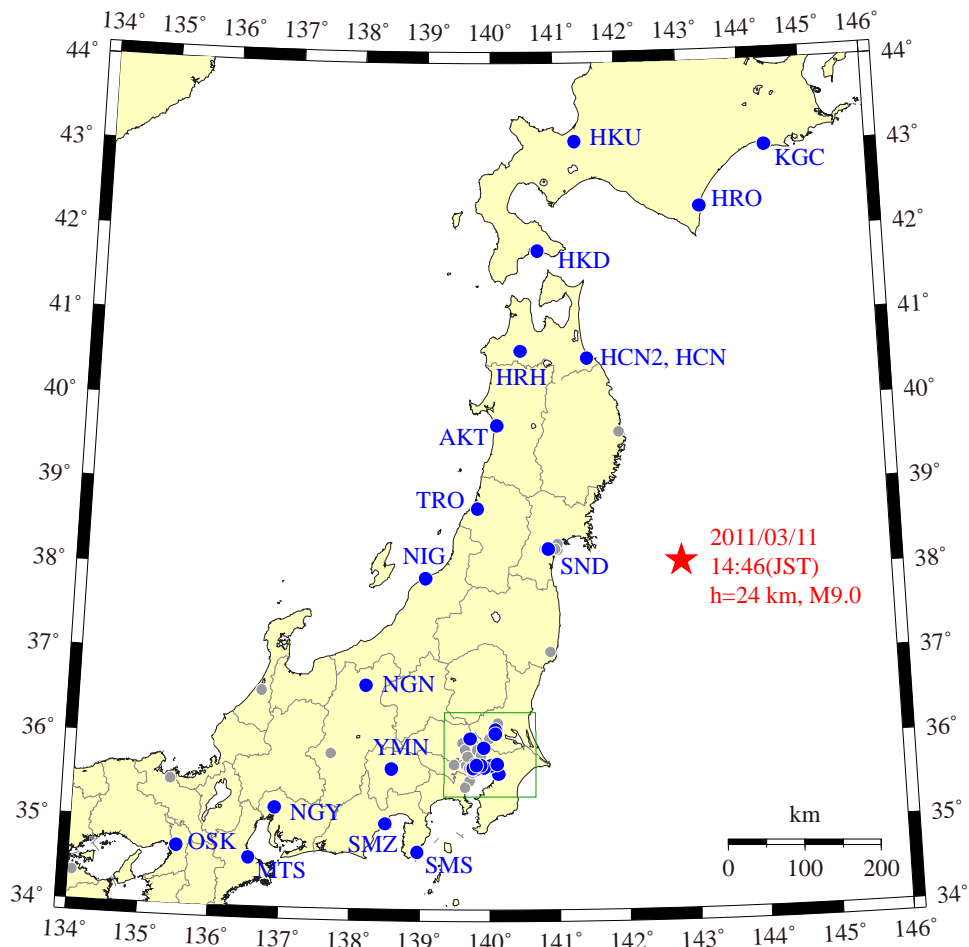 134° 135° 136° 137° 138° 139° 140° 141° 142° 143° 144° 145° 146°
44° 44°
43° HKU KGC 43°
HRO
42° 42°
HKD
41° 41°
HCN2, HCN
HRH
40° 40°
AKT
39° 39°
TRO
2011/03/11
38° NIG SND 14:46(JST) 38°
h=24 km, M9.0
37° 37°
NGN
36° 36°
YMN
35° NGY km 35°
OSK SMZ
MTS SMS 0 100 200
34° 34°
134° 135° 136° 137° 138° 139° 140° 141° 142° 143° 144° 145° 146°